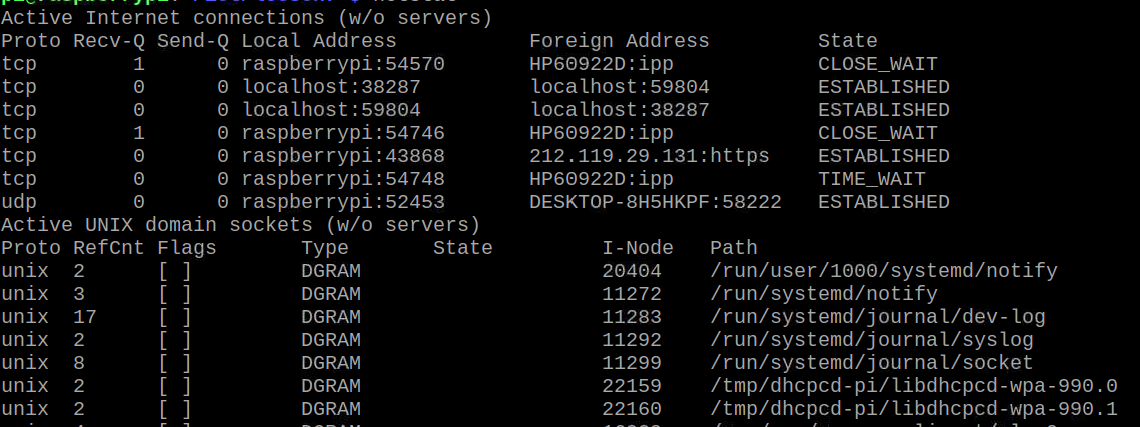 Active Internet connections (w/o servers)
Proto Recv-Q Send-Q Local Address Foreign Address State
tcp 1 0 raspberrypi:54570 HP60922D:ipp CLOSE_WAIT
tcp 0 0 localhost:38287 localhost:59804 ESTABLISHED
tcp 0 0 localhost:59804 localhost:38287 ESTABLISHED
tcp 1 0 raspberrypi:54746 HP60922D:ipp CLOSE_WAIT
tcp 0 0 raspberrypi:43868 212.119.29.131:https ESTABLISHED
tcp 0 0 raspberrypi:54748 HP60922D:ipp TIME_WAIT
udp 0 0 raspberrypi:52453 DESKTOP-8H5HKPF:58222 ESTABLISHED
Active UNIX domain sockets (w/o servers)
Proto RefCnt Flags Type State I-Node Path
unix 2 [ ] DGRAM 20404 /run/user/1000/systemd/notify
unix 3 [ ] DGRAM 11272 /run/systemd/notify
unix 17 [ ] DGRAM 11283 /run/systemd/journal/dev-log
unix 2 [ ] DGRAM 11292 /run/systemd/journal/syslog
unix 8 [ ] DGRAM 11299 /run/systemd/journal/socket
unix 2 [ ] DGRAM 22159 /tmp/dhcpcd-pi/libdhcpcd-wpa-990.0
unix 2 [ ] DGRAM 22160 /tmp/dhcpcd-pi/libdhcpcd-wpa-990.1